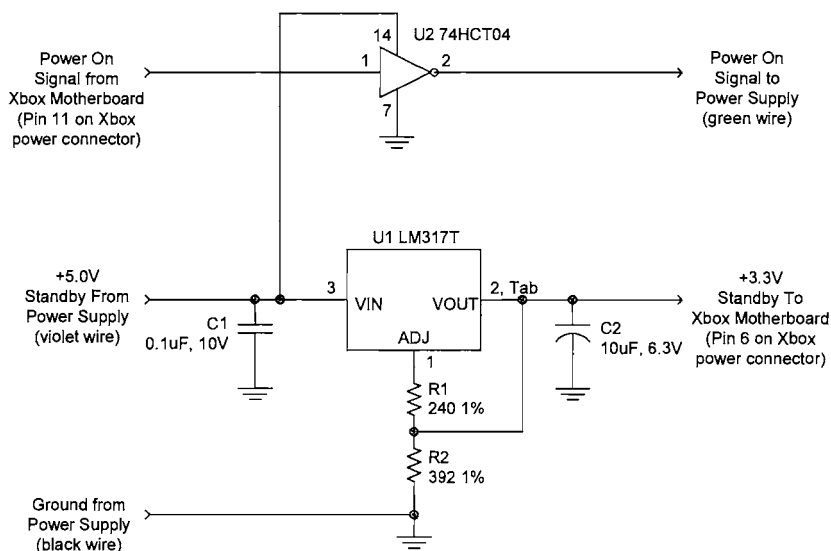 U2 74HCT04
14
1
2
7
Power On
Signal from
Xbox Motherboard
(Pin 11 on Xbox
power connector)
Power On
Signal to
Power Supply
(green wire)
U1 LM317T
+5.0V
Standby From
Power Supply
(violet wire)
C1
0.1uF, 10V
3
VIN
VOUT
ADJ
2, Tab
1
C2
10uF, 6.3V
+3.3V
Standby To
Xbox Motherboard
(Pin 6 on Xbox
power connector)
R1
240 1%
R2
392 1%
Ground from
Power Supply
(black wire)